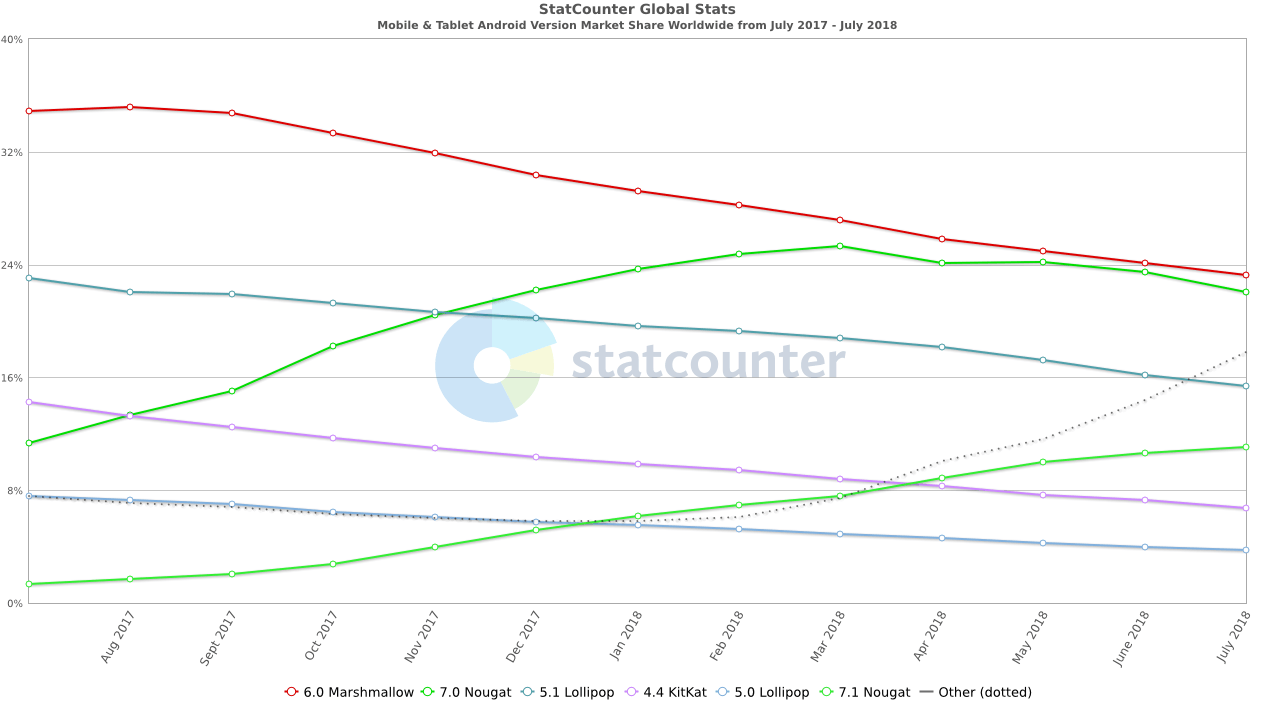 StatCounter Global Stats
Mobile & Tablet Android Version Market Share Worldwide from July 2017 - July 2018
40%
32%
24%
16%
8%
0%
statcounter
Aug 2017
Sept 2017
Oct 2017
Nov 2017
Dec 2017
Jan 2018
Feb 2018
Mar 2018
Apr 2018
May 2018
June 2018
July 2018
6.0 Marshmallow 7.0 Nougat 5.1 Lollipop 4.4 KitKat 5.0 Lollipop 7.1 Nougat Other (dotted)